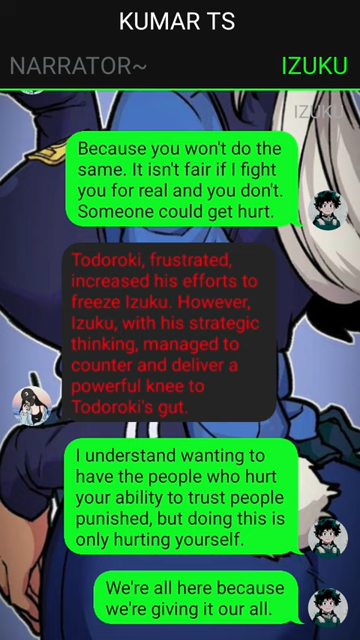 KUMAR TS
NARRATOR~
IZUKU
IZUKU
Because you won't do the
same. It isn't fair if I fight
you for real and you don't.
Someone could get hurt.
Todoroki, frustrated,
increased his efforts to
freeze Izuku. However,
Izuku, with his strategic
thinking, managed to
counter and deliver a
powerful knee to
Todoroki's gut.
I understand wanting to
have the people who hurt
your ability to trust people
punished, but doing this is
only hurting yourself.
We're all here because
we're giving it our all.